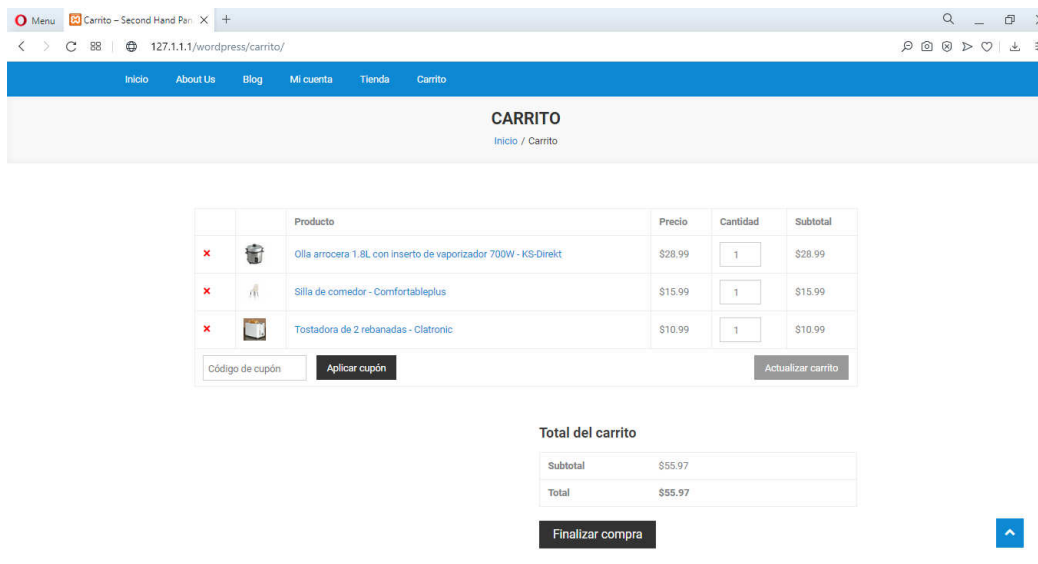 Menu Carrito – Second Hand Pan
127.1.1.1/wordpress/carrito/
Inicio About Us Blog Mi cuenta Tienda Carrito
CARRITO
Inicio / Carrito
Producto Precio Cantidad Subtotal
Olla arrocera 1.8L con inserto de vaporizador 700W - KS-Direkt $28.99 1 $28.99
Silla de comedor - Comfortableplus $15.99 1 $15.99
Tostadora de 2 rebanadas - Clatronic $10.99 1 $10.99
Código de cupón Aplicar cupón Actualizar carrito
Total del carrito
Subtotal $55.97
Total $55.97
Finalizar compra